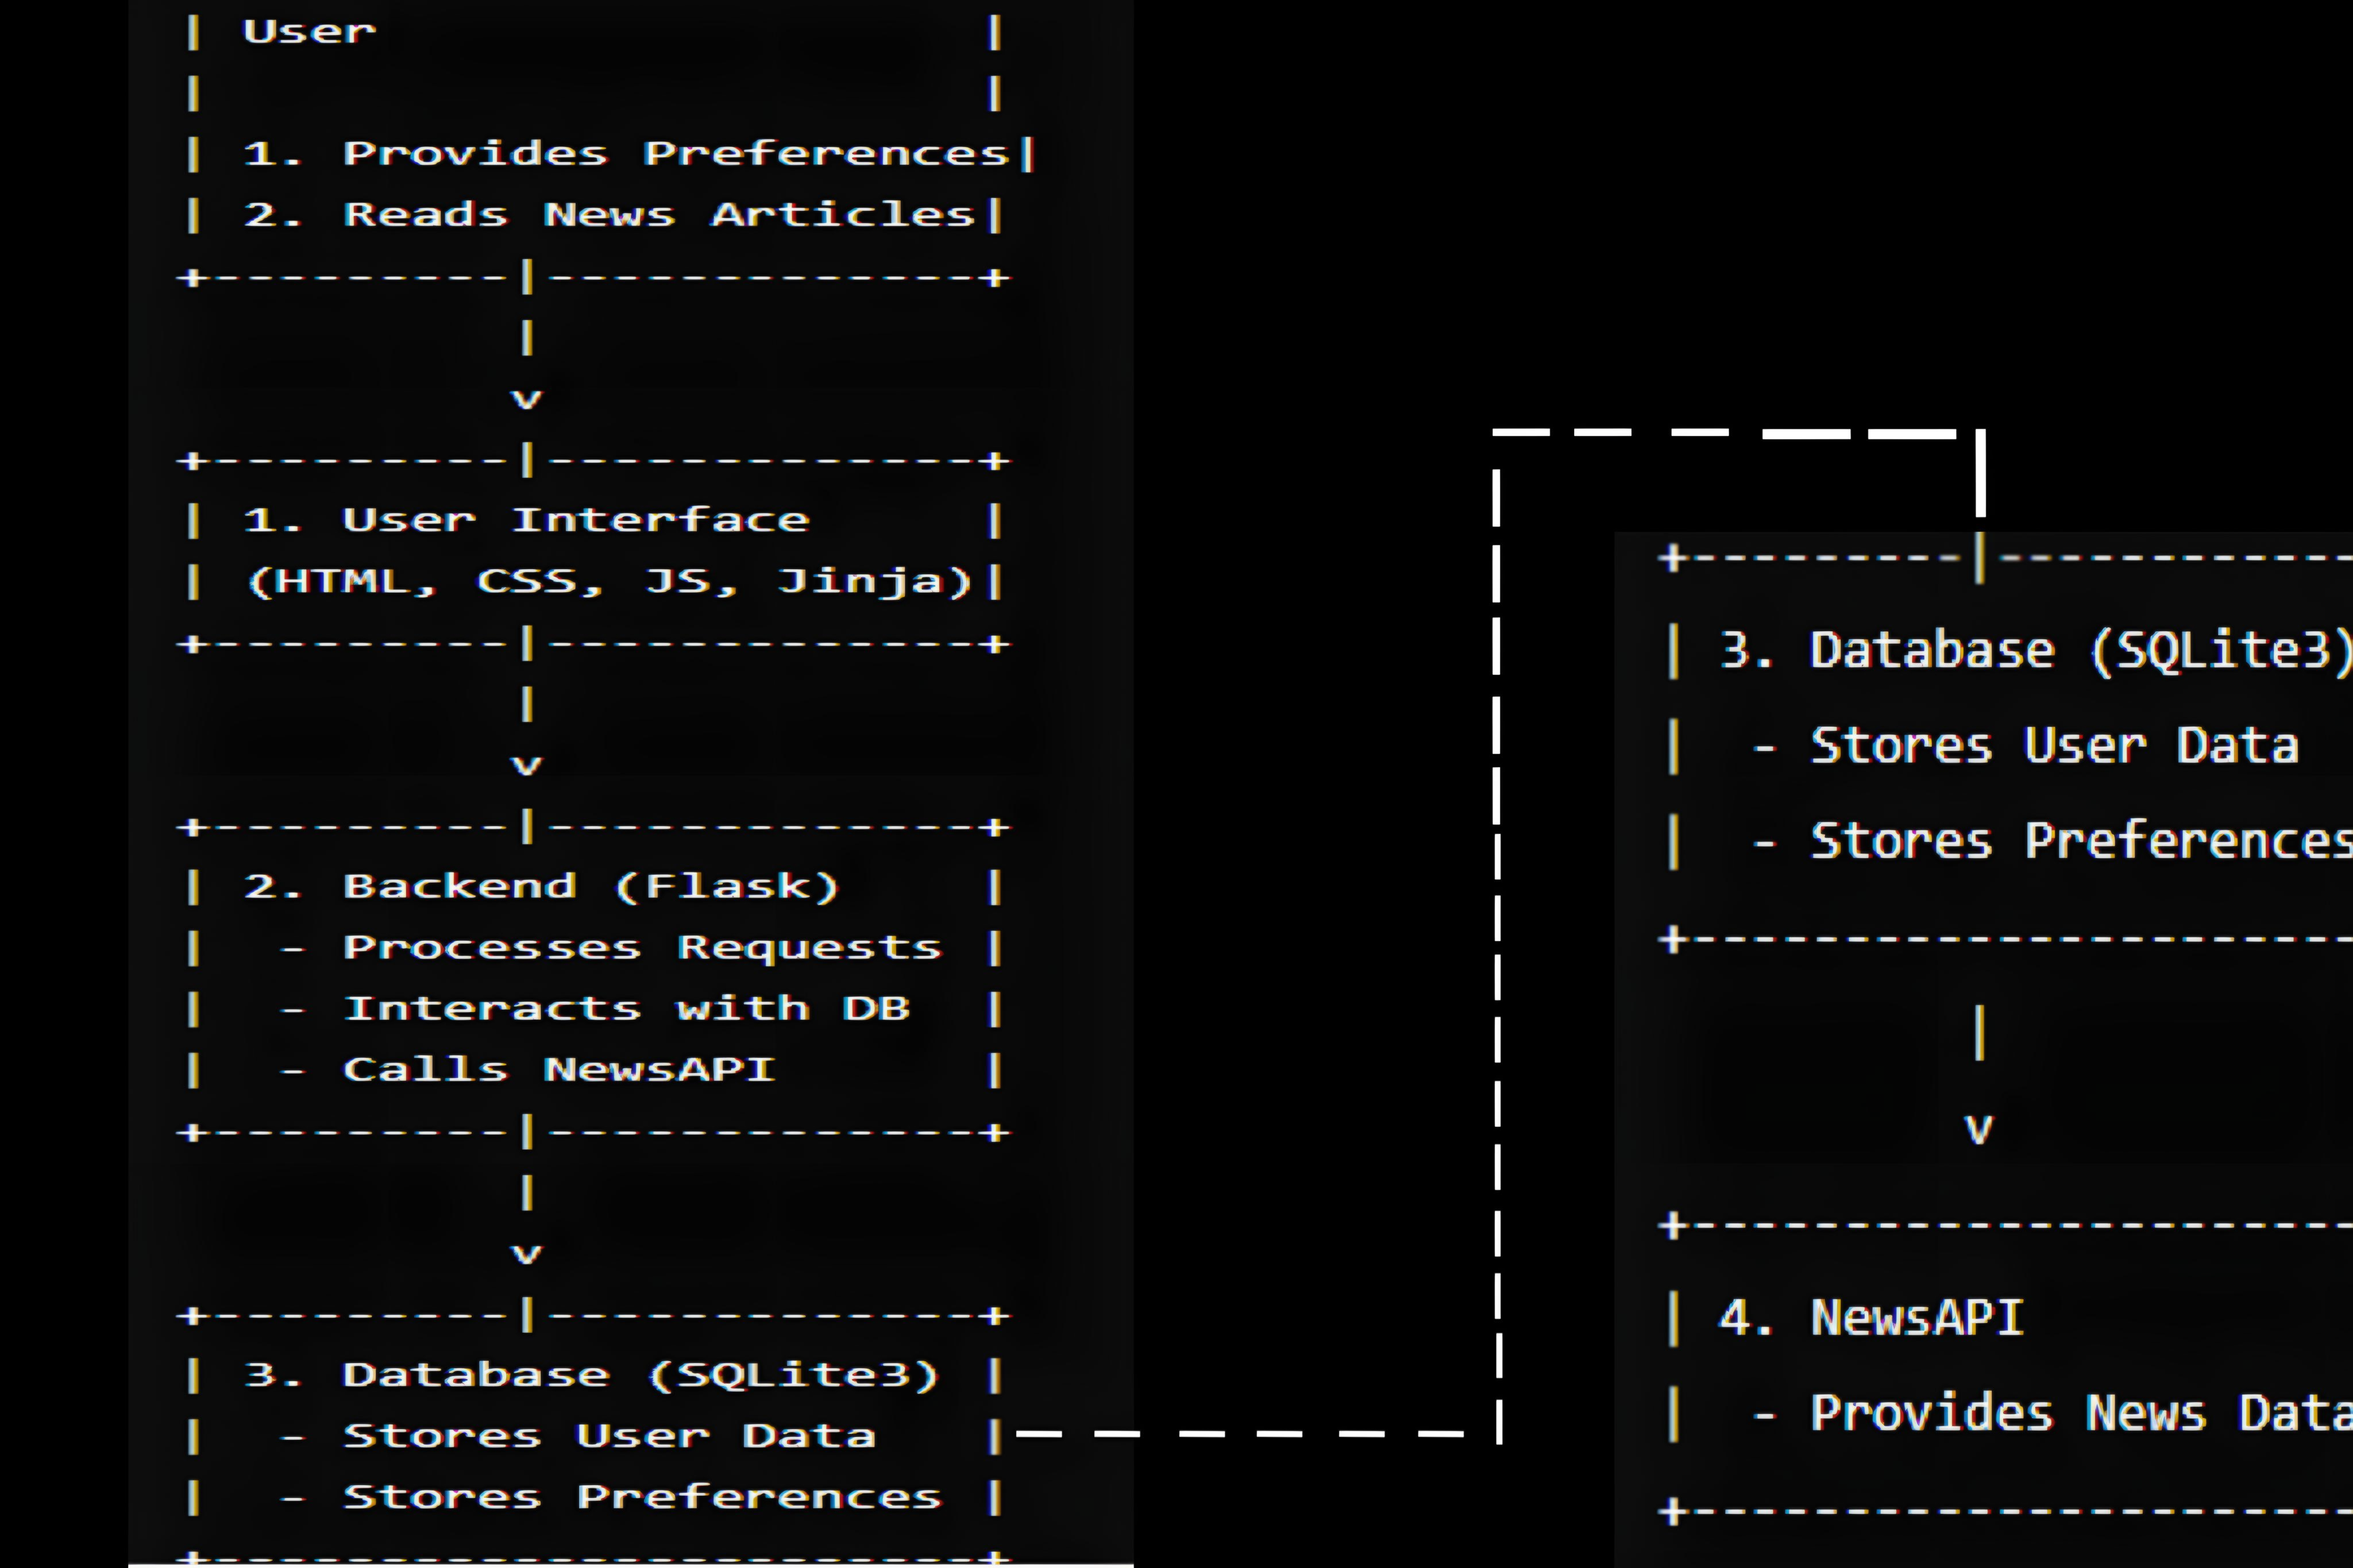 User
1. Provides Preferences
2. Reads News Articles
v
1. User Interface
(HTML, CSS, JS, Jinja)
v
2. Backend (Flask)
- Processes Requests
- Interacts with DB
- Calls NewsAPI
v
3. Database (SQLite3)
- Stores User Data
- Stores Preferences
3. Database (SQLite3)
- Stores User Data
- Stores Preferences
v
4. NewsAPI
- Provides News Data